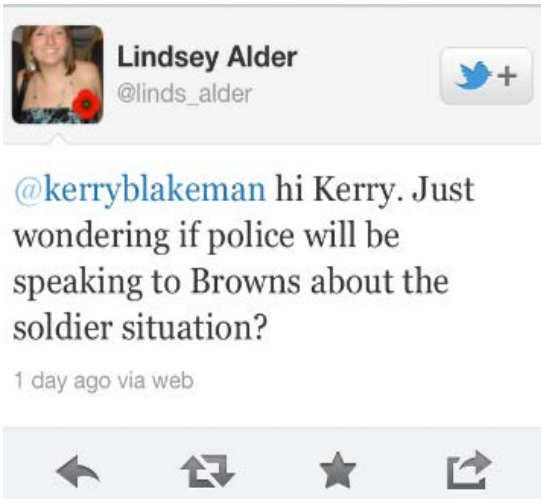 Lindsey Alder
@linds_alder
@kerryblakeman hi Kerry. Just
wondering if police will be
speaking to Browns about the
soldier situation?
1 day ago via web